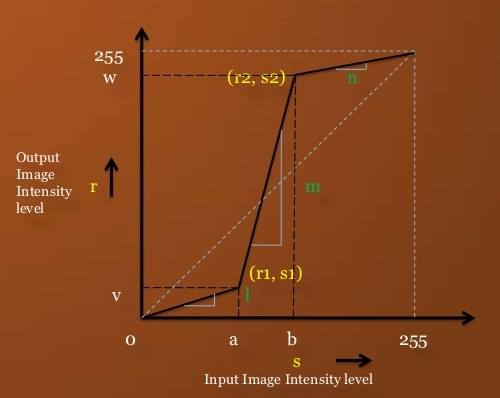 255
w
(r2, s2)
n
Output
Image
Intensity
level
r
m
(r1, s1)
v
l
0
a
b
255
s
Input Image Intensity level